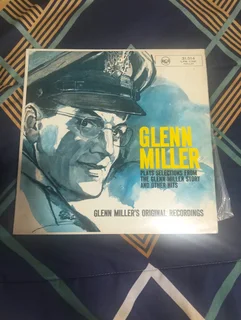 RCA
GLENN
MILLER
PLAYS SELECTIONS FROM
THE GLENN MILLER STORY
AND OTHER HITS
GLENN MILLER'S ORIGINAL RECORDINGS